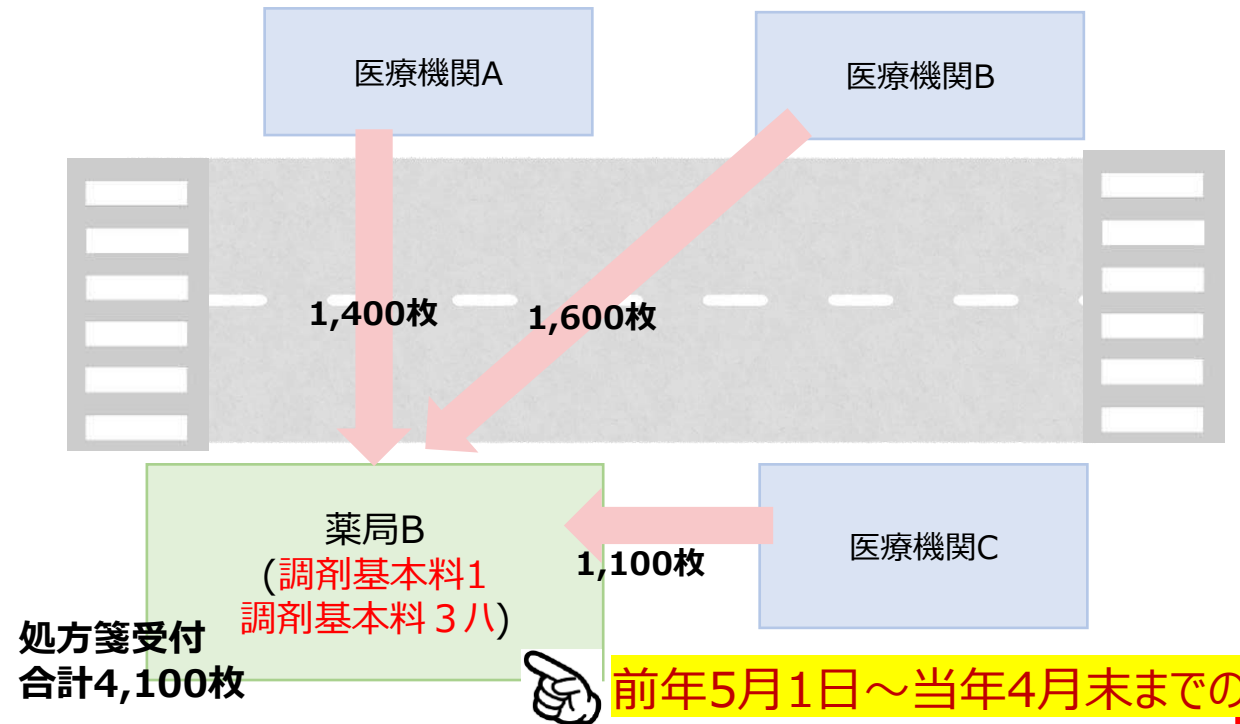 医療機関A
医療機関B
1,400枚
1,600枚
薬局B
(調剤基本料1
調剤基本料３ハ)
1,100枚
医療機関C
処方箋受付
合計4,100枚
前年5月1日～当年4月末までの